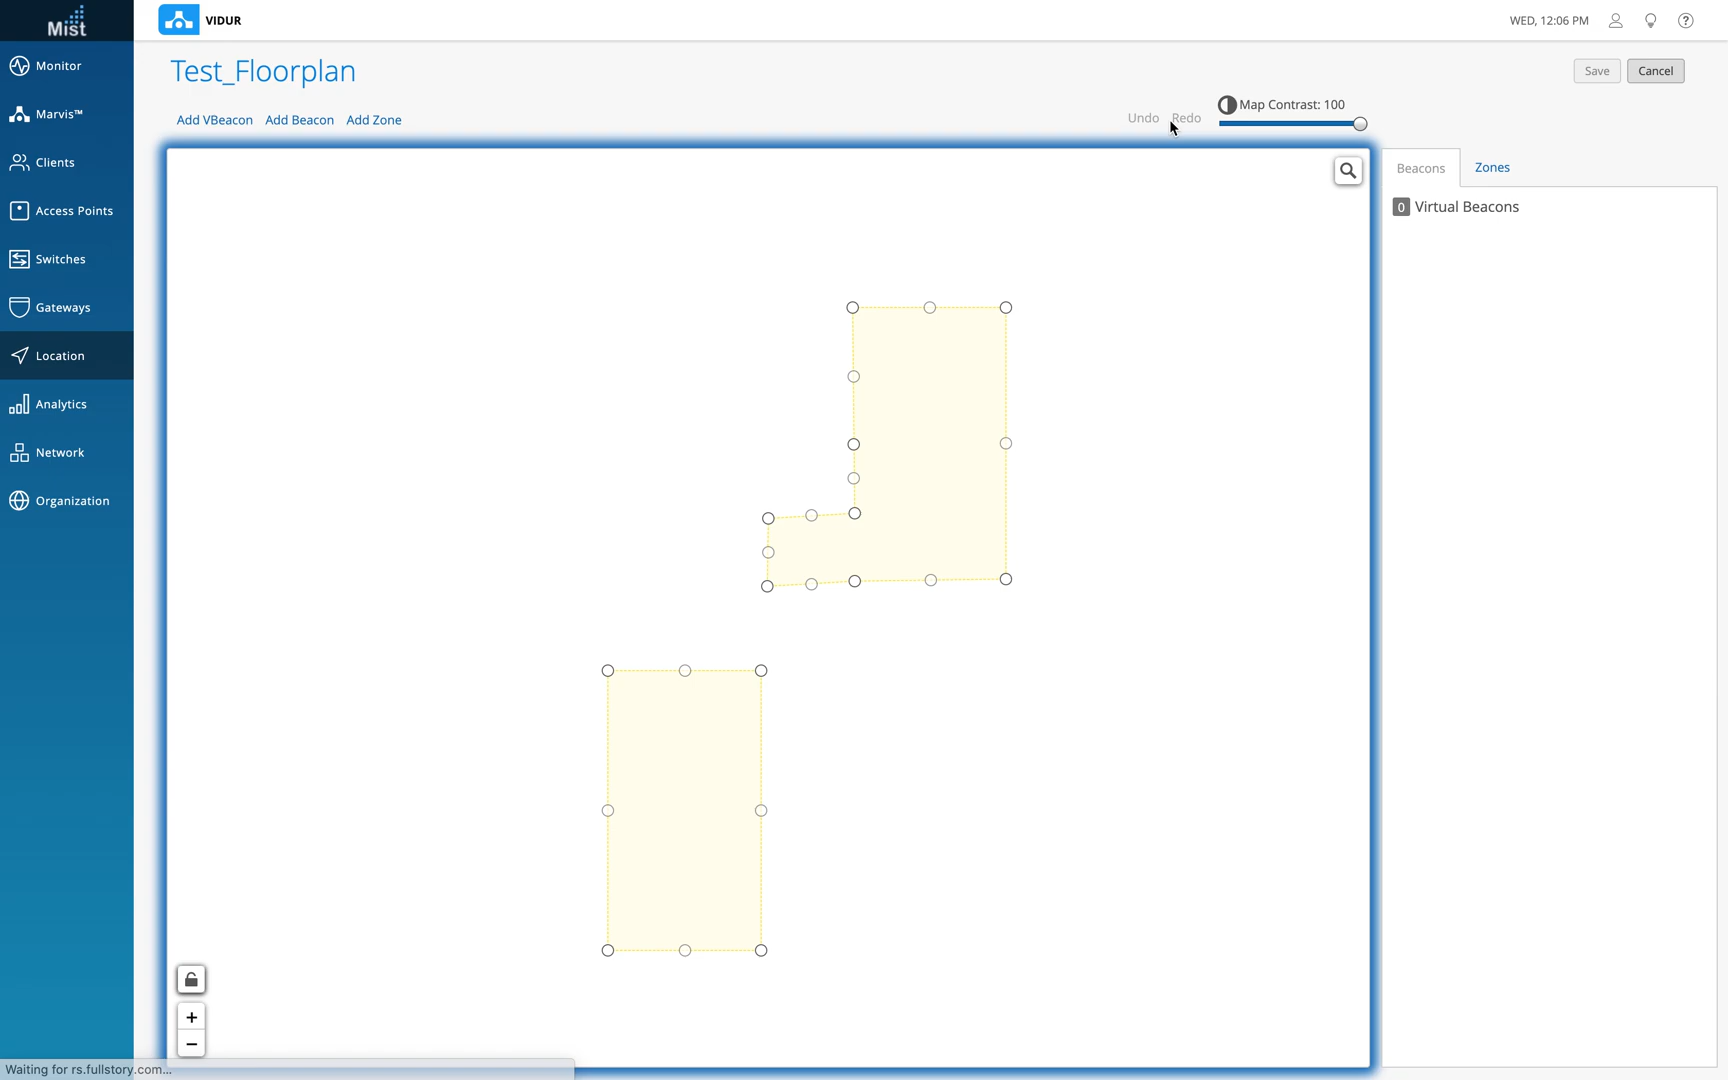 Mist
VIDUR
WED, 12:06 PM
Monitor
Marvis™
Clients
Access Points
Switches
Gateways
Location
Analytics
Network
Organization
Test_Floorplan
Save
Cancel
Add VBeacon
Add Beacon
Add Zone
Undo
Redo
Map Contrast: 100
Beacons
Zones
0 Virtual Beacons
+
−
Waiting for rs.fullstory.com...